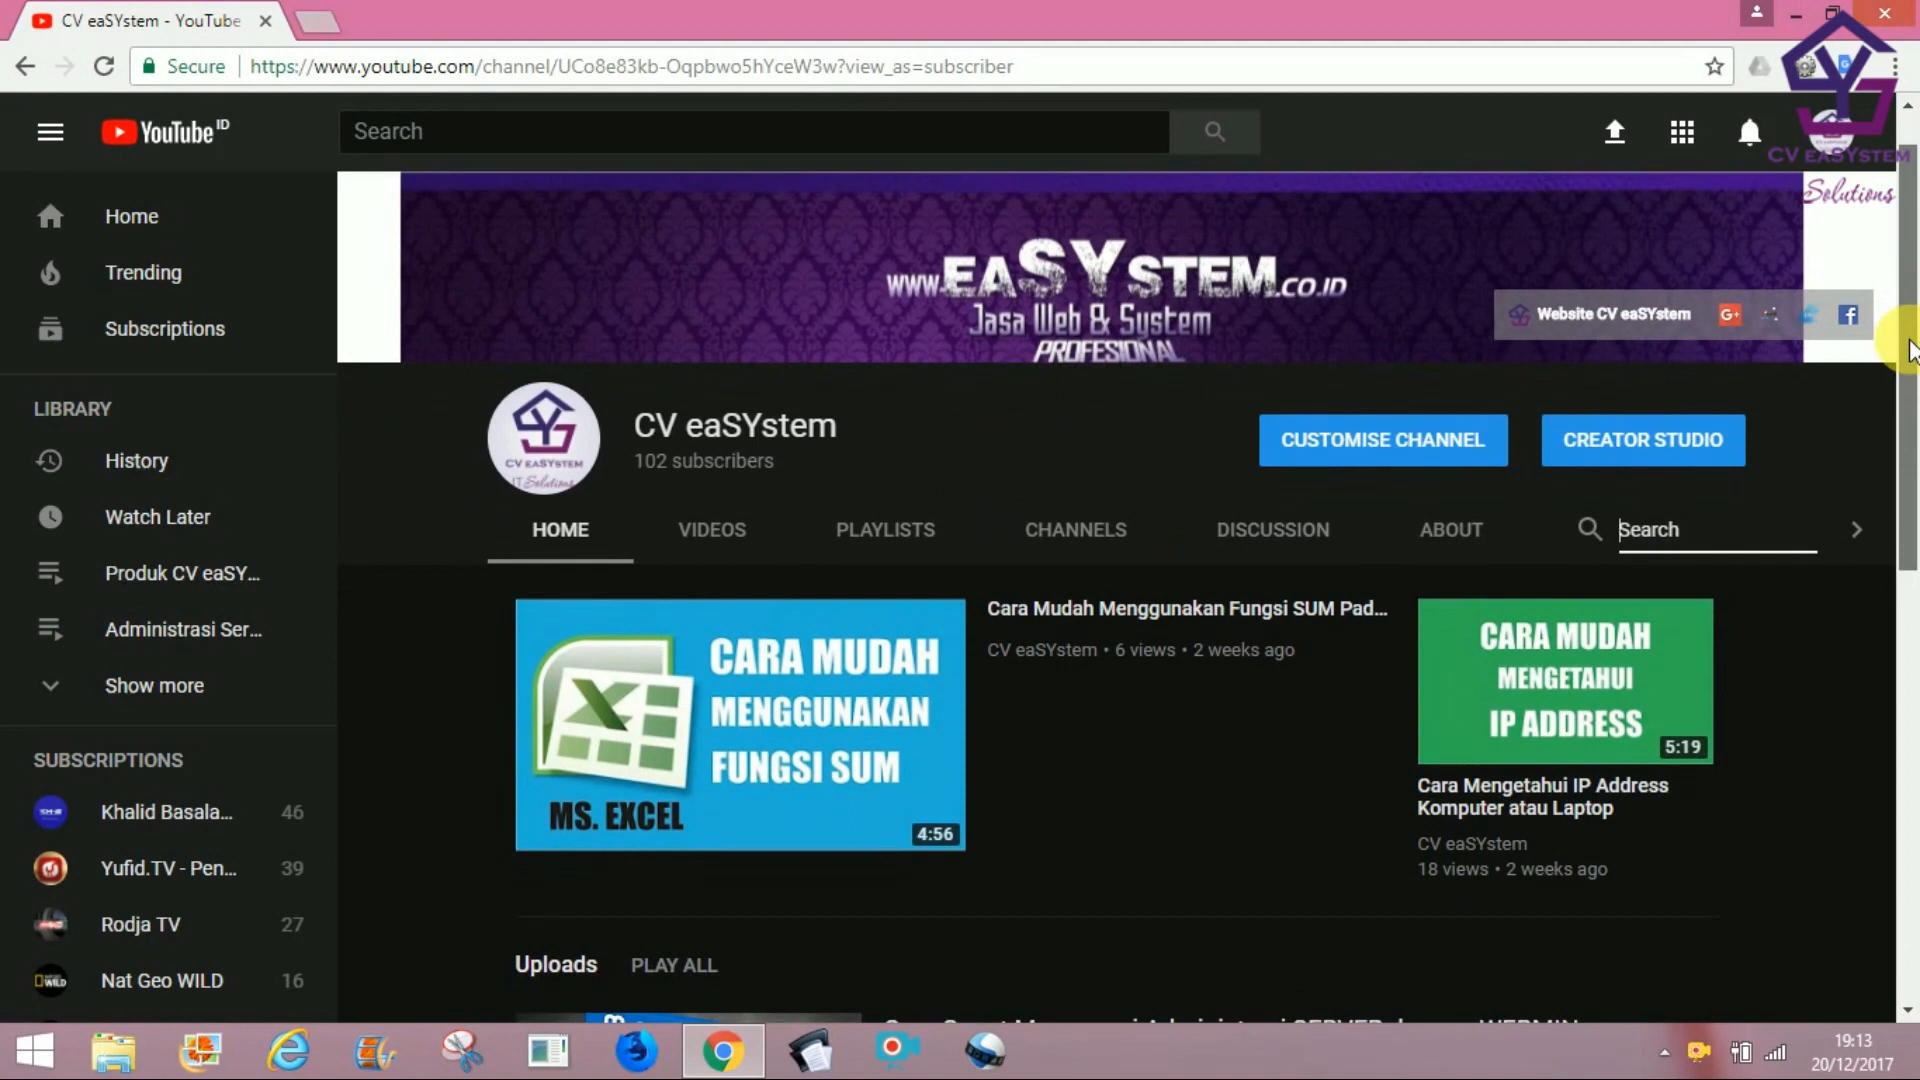 CV eaSYstem - YouTube
Secure
https://www.youtube.com/channel/UCo8e83kb-Oqpbwo5hYceW3w?view_as=subscriber
YouTube ID
Search
CV eaSYstem
Solutions
Home
Trending
Subscriptions
www.eaSYstem.co.id
Jasa Web & System
PROFESIONAL
Website CV eaSYstem
G+
LIBRARY
History
Watch Later
Produk CV eaSY...
Administrasi Ser...
Show more
CV eaSYstem
IT Solutions
CV eaSYstem
102 subscribers
CUSTOMISE CHANNEL
CREATOR STUDIO
HOME
VIDEOS
PLAYLISTS
CHANNELS
DISCUSSION
ABOUT
Search
CARA MUDAH
MENGGUNAKAN
FUNGSI SUM
MS. EXCEL
4:56
Cara Mudah Menggunakan Fungsi SUM Pad...
CV eaSYstem • 6 views • 2 weeks ago
CARA MUDAH
MENGETAHUI
IP ADDRESS
5:19
Cara Mengetahui IP Address
Komputer atau Laptop
CV eaSYstem
18 views • 2 weeks ago
SUBSCRIPTIONS
Khalid Basala... 46
Yufid.TV - Pen... 39
Rodja TV 27
Nat Geo WILD 16
Uploads
PLAY ALL
19:13
20/12/2017